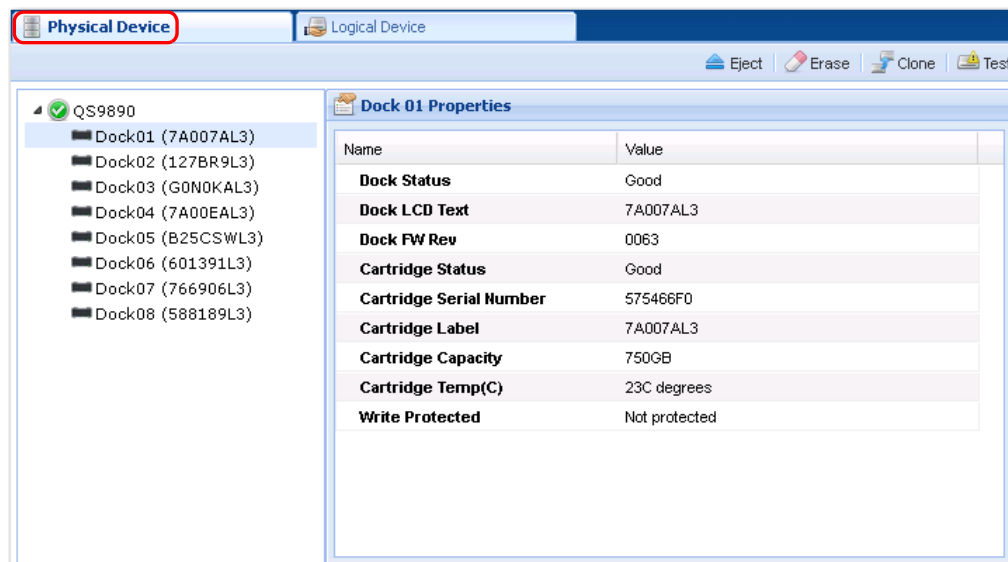 Physical Device Logical Device
Eject Erase Clone Test
QS9890
Dock01 (7A007AL3)
Dock02 (127BR9L3)
Dock03 (G0N0KAL3)
Dock04 (7A00EAL3)
Dock05 (B25CSWL3)
Dock06 (601391L3)
Dock07 (766906L3)
Dock08 (588189L3)
Dock 01 Properties
Name Value
Dock Status Good
Dock LCD Text 7A007AL3
Dock FW Rev 0063
Cartridge Status Good
Cartridge Serial Number 575466F0
Cartridge Label 7A007AL3
Cartridge Capacity 750GB
Cartridge Temp(C) 23C degrees
Write Protected Not protected